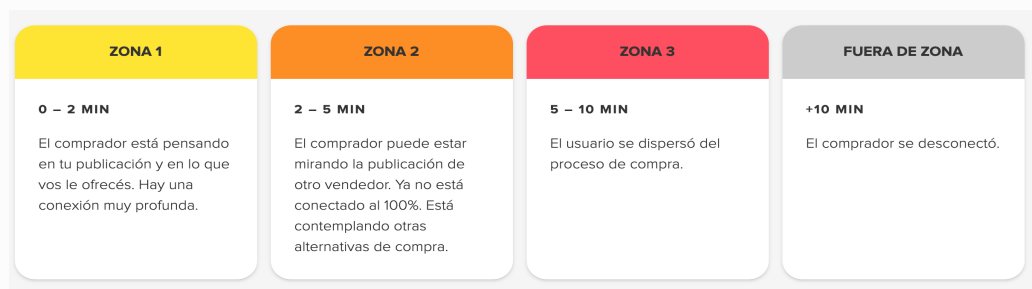 ZONA 1
0 – 2 MIN
El comprador está pensando
en tu publicación y en lo que
vos le ofrecés. Hay una
conexión muy profunda.
ZONA 2
2 – 5 MIN
El comprador puede estar
mirando la publicación de
otro vendedor. Ya no está
conectado al 100%. Está
contemplando otras
alternativas de compra.
ZONA 3
5 – 10 MIN
El usuario se dispersó del
proceso de compra.
FUERA DE ZONA
+10 MIN
El comprador se desconectó.